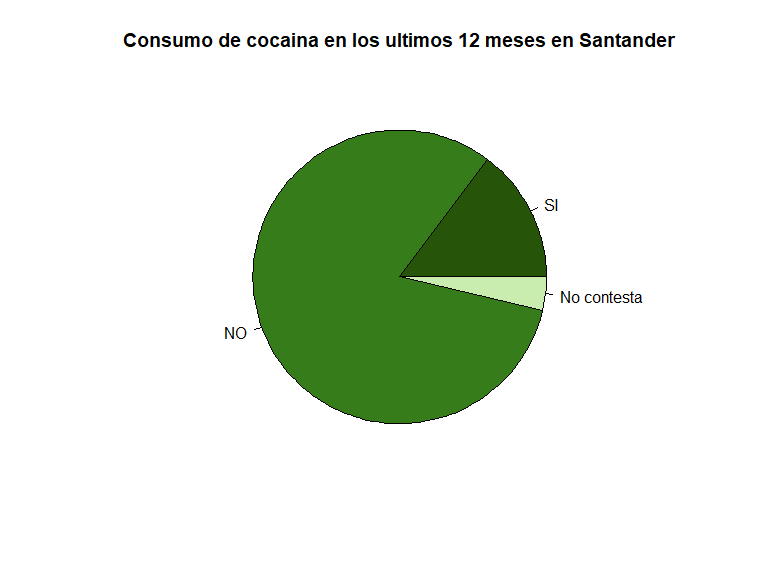 Consumo de cocaina en los ultimos 12 meses en Santander
SI
No contesta
NO